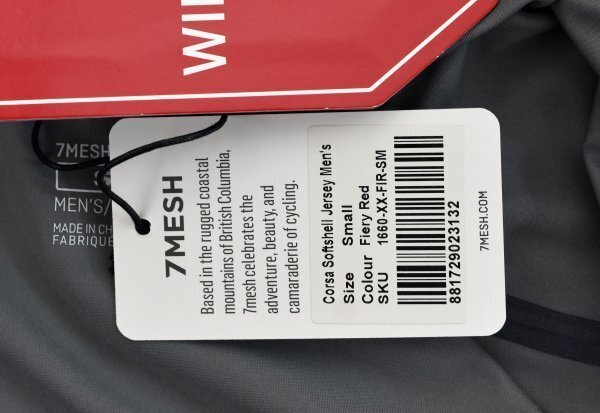 WI
7MESH
MEN'S/
MADE IN CH
FABRIQUÉ
7MESH
Based in the rugged coastal
mountains of British Columbia,
7mesh celebrates the
adventure, beauty, and
camaraderie of cycling.
Corsa Softshell Jersey Men's
Size Small
Colour Fiery Red
SKU 1660-XX-FIR-SM
881729023132
7MESH.COM